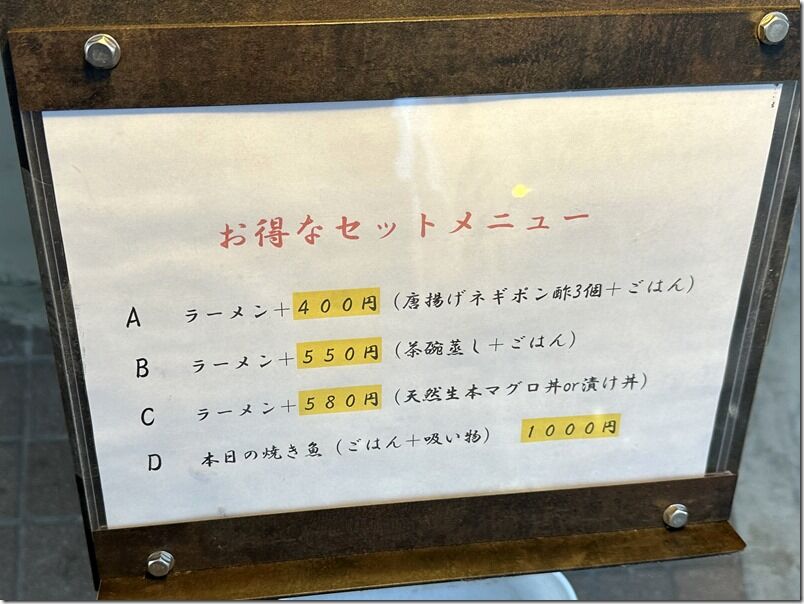 お得なセットメニュー
A ラーメン＋４００円（唐揚げネギポン酢3個＋ごはん）
B ラーメン＋５５０円（茶碗蒸し＋ごはん）
C ラーメン＋５８０円（天然生本マグロ丼or漬け丼）
D 本日の焼き魚（ごはん＋吸い物） １０００円